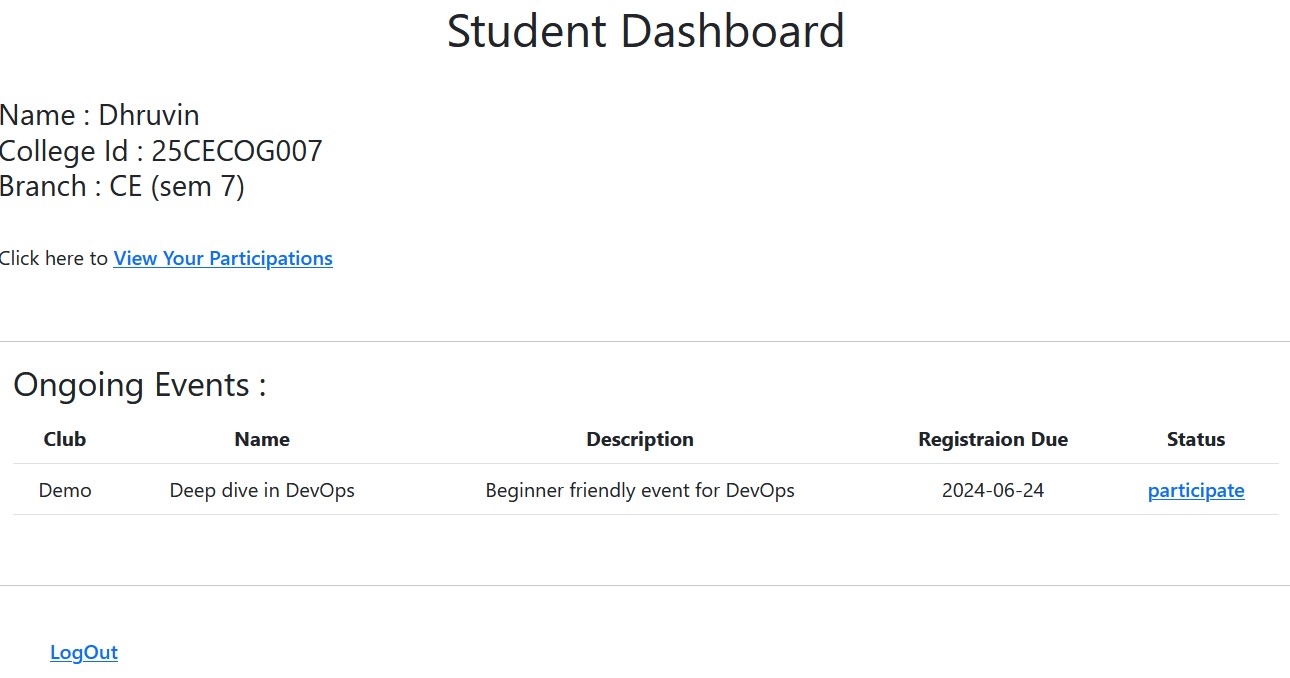 Student Dashboard
Name : Dhruvin
College Id : 25CECOG007
Branch : CE (sem 7)
Click here to View Your Participations
Ongoing Events :
Club Name Description Registraion Due Status
Demo Deep dive in DevOps Beginner friendly event for DevOps 2024-06-24 participate
LogOut